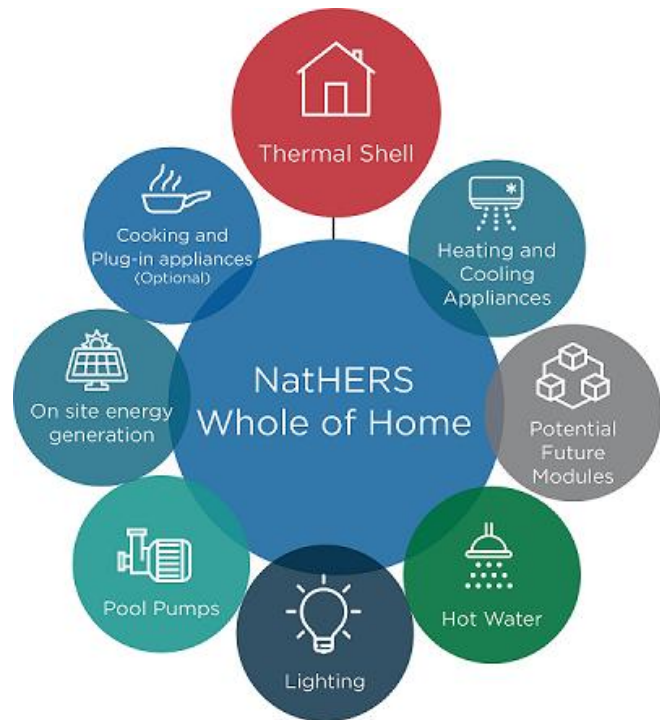 Thermal Shell
Cooking and
Plug-in appliances
(Optional)
Heating and
Cooling
Appliances
NatHERS
Whole of Home
On site energy
generation
Potential
Future
Modules
Pool Pumps
Hot Water
Lighting